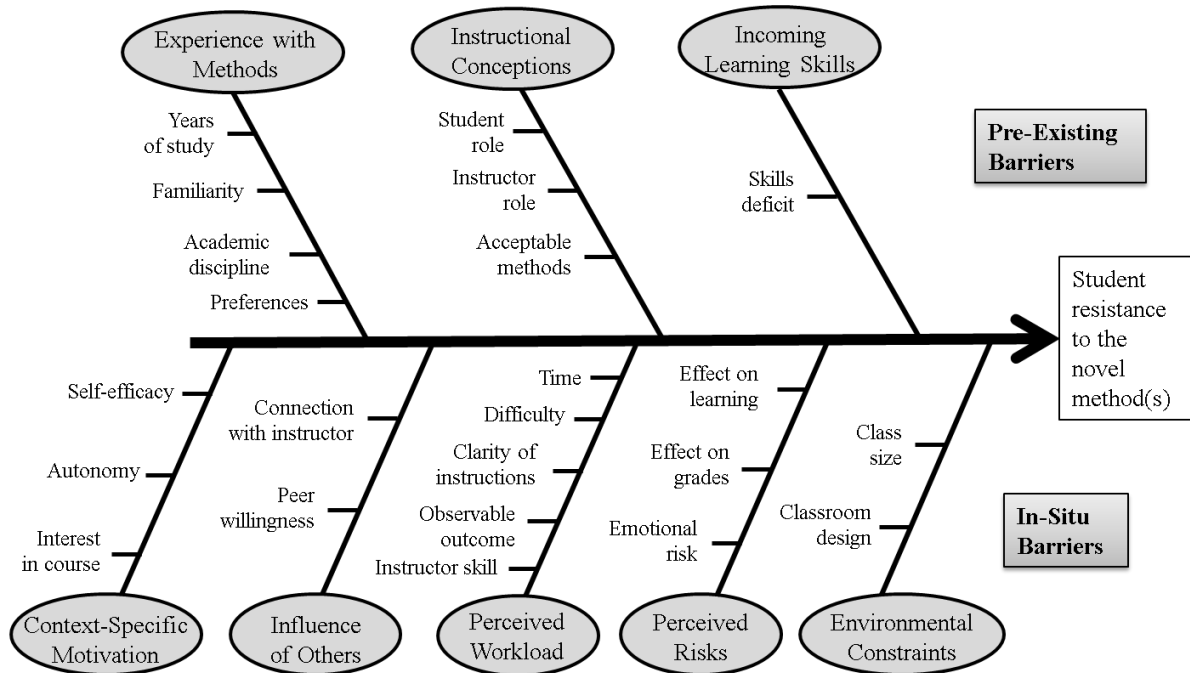 Experience with
Methods
Instructional
Conceptions
Incoming
Learning Skills
Years
of study
Familiarity
Academic
discipline
Preferences
Student
role
Instructor
role
Acceptable
methods
Skills
deficit
Pre-Existing
Barriers
Student
resistance
to the
novel
method(s)
Self-efficacy
Autonomy
Interest
in course
Connection
with instructor
Peer
willingness
Time
Difficulty
Clarity of
instructions
Observable
outcome
Instructor skill
Effect on
learning
Effect on
grades
Emotional
risk
Class
size
Classroom
design
In-Situ
Barriers
Context-Specific
Motivation
Influence
of Others
Perceived
Workload
Perceived
Risks
Environmental
Constraints